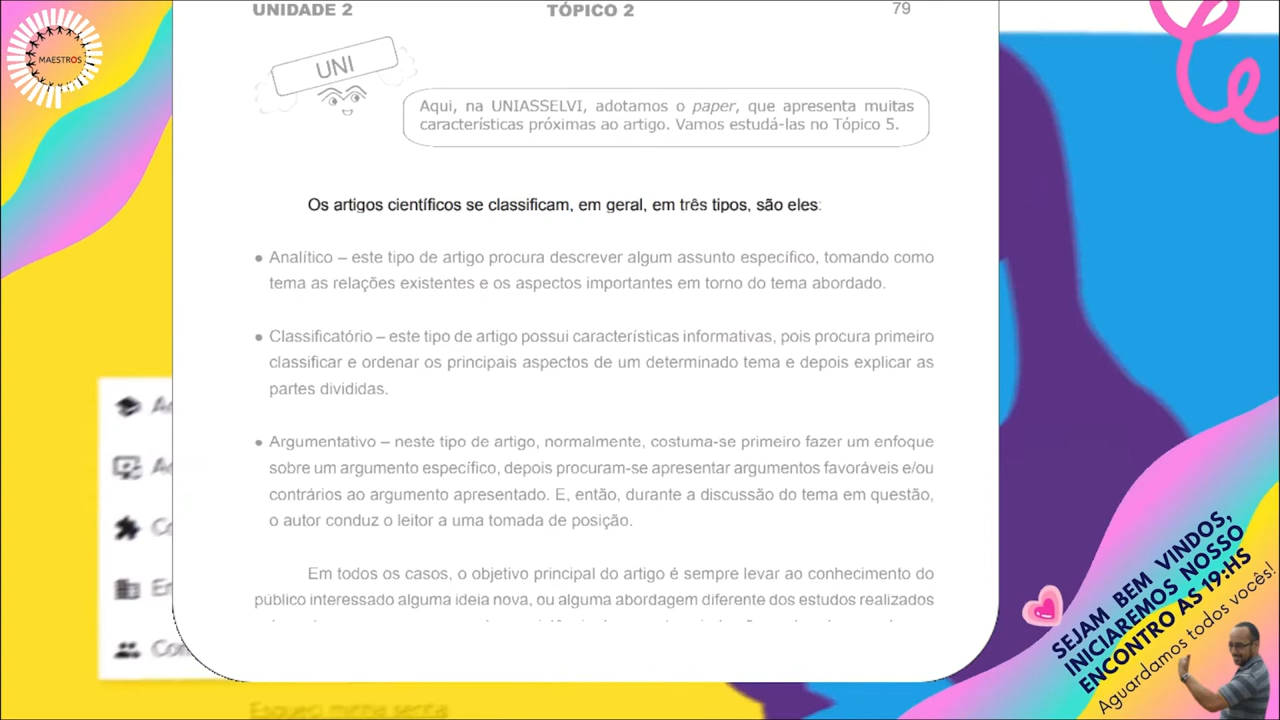 MAESTROS
UNIDADE 2 TÓPICO 2 79
UNI
Aqui, na UNIASSELVI, adotamos o paper, que apresenta muitas
características próximas ao artigo. Vamos estudá-las no Tópico 5.
Os artigos científicos se classificam, em geral, em três tipos, são eles:
● Analítico – este tipo de artigo procura descrever algum assunto específico, tomando como
tema as relações existentes e os aspectos importantes em torno do tema abordado.
● Classificatório – este tipo de artigo possui características informativas, pois procura primeiro
classificar e ordenar os principais aspectos de um determinado tema e depois explicar as
partes divididas.
● Argumentativo – neste tipo de artigo, normalmente, costuma-se primeiro fazer um enfoque
sobre um argumento específico, depois procuram-se apresentar argumentos favoráveis e/ou
contrários ao argumento apresentado. E, então, durante a discussão do tema em questão,
o autor conduz o leitor a uma tomada de posição.
Em todos os casos, o objetivo principal do artigo é sempre levar ao conhecimento do
público interessado alguma ideia nova, ou alguma abordagem diferente dos estudos realizados
Esqueci minha senha
SEJAM BEM VINDOS,
INICIAREMOS NOSSO
ENCONTRO AS 19:HS
Aguardamos todos vocês!